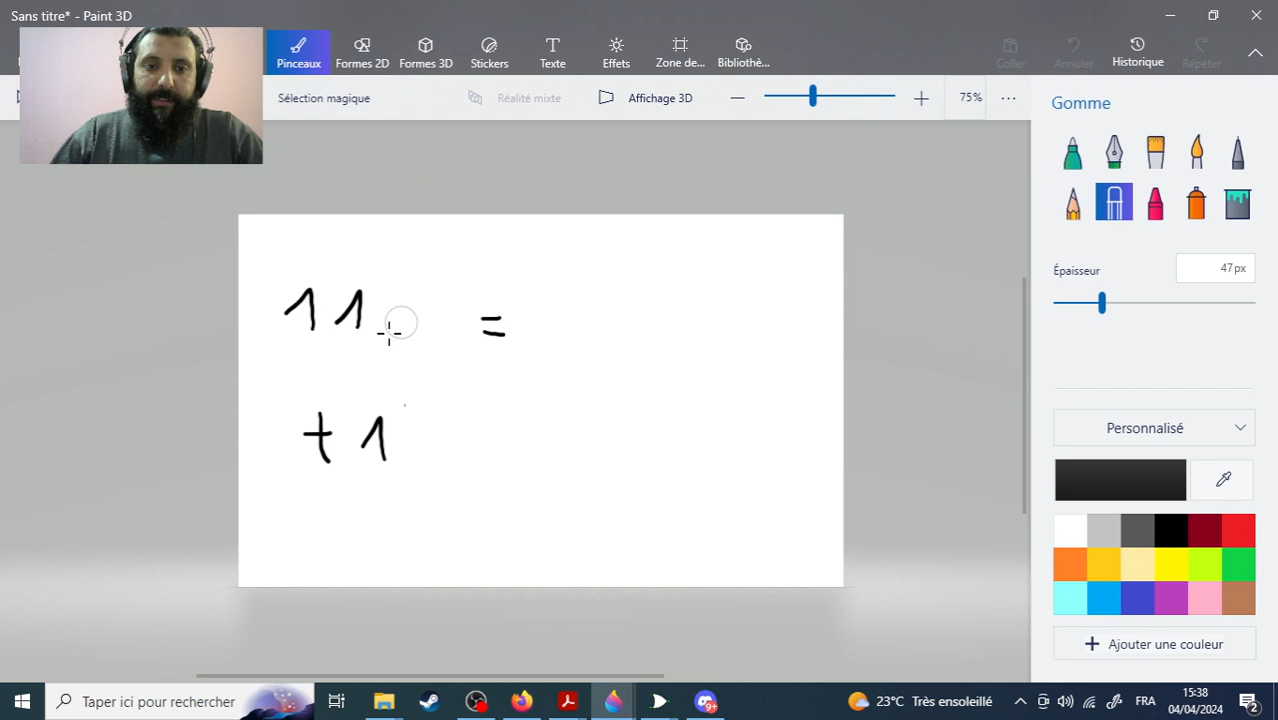 Sans titre* - Paint 3D
Pinceaux Formes 2D Formes 3D Stickers Texte Effets Zone de... Bibliothè... Coller Annuler Historique Répéter
Sélection magique Réalité mixte Affichage 3D 75% ...
Gomme
Épaisseur 47px
11 =
+ 1
Personnalisé
+ Ajouter une couleur
Taper ici pour rechercher 23°C Très ensoleillé FRA 15:38
04/04/2024 2